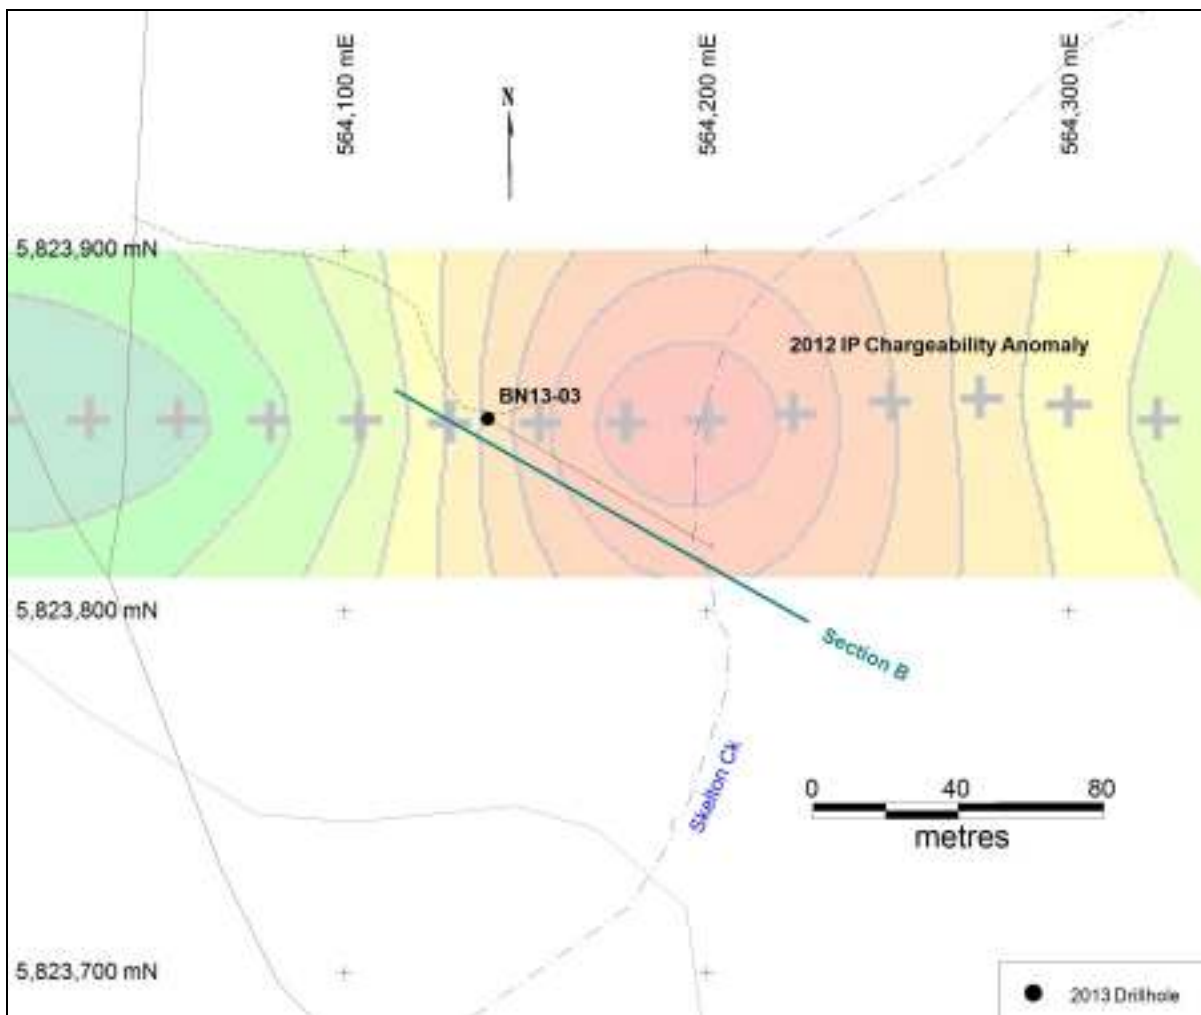 564,100 mE
564,200 mE
564,300 mE
N
5,823,900 mN
2012 IP Chargeability Anomaly
BN13-03
5,823,800 mN
Section B
Skelton Ck
0 40 80
metres
5,823,700 mN
2013 Drillhole